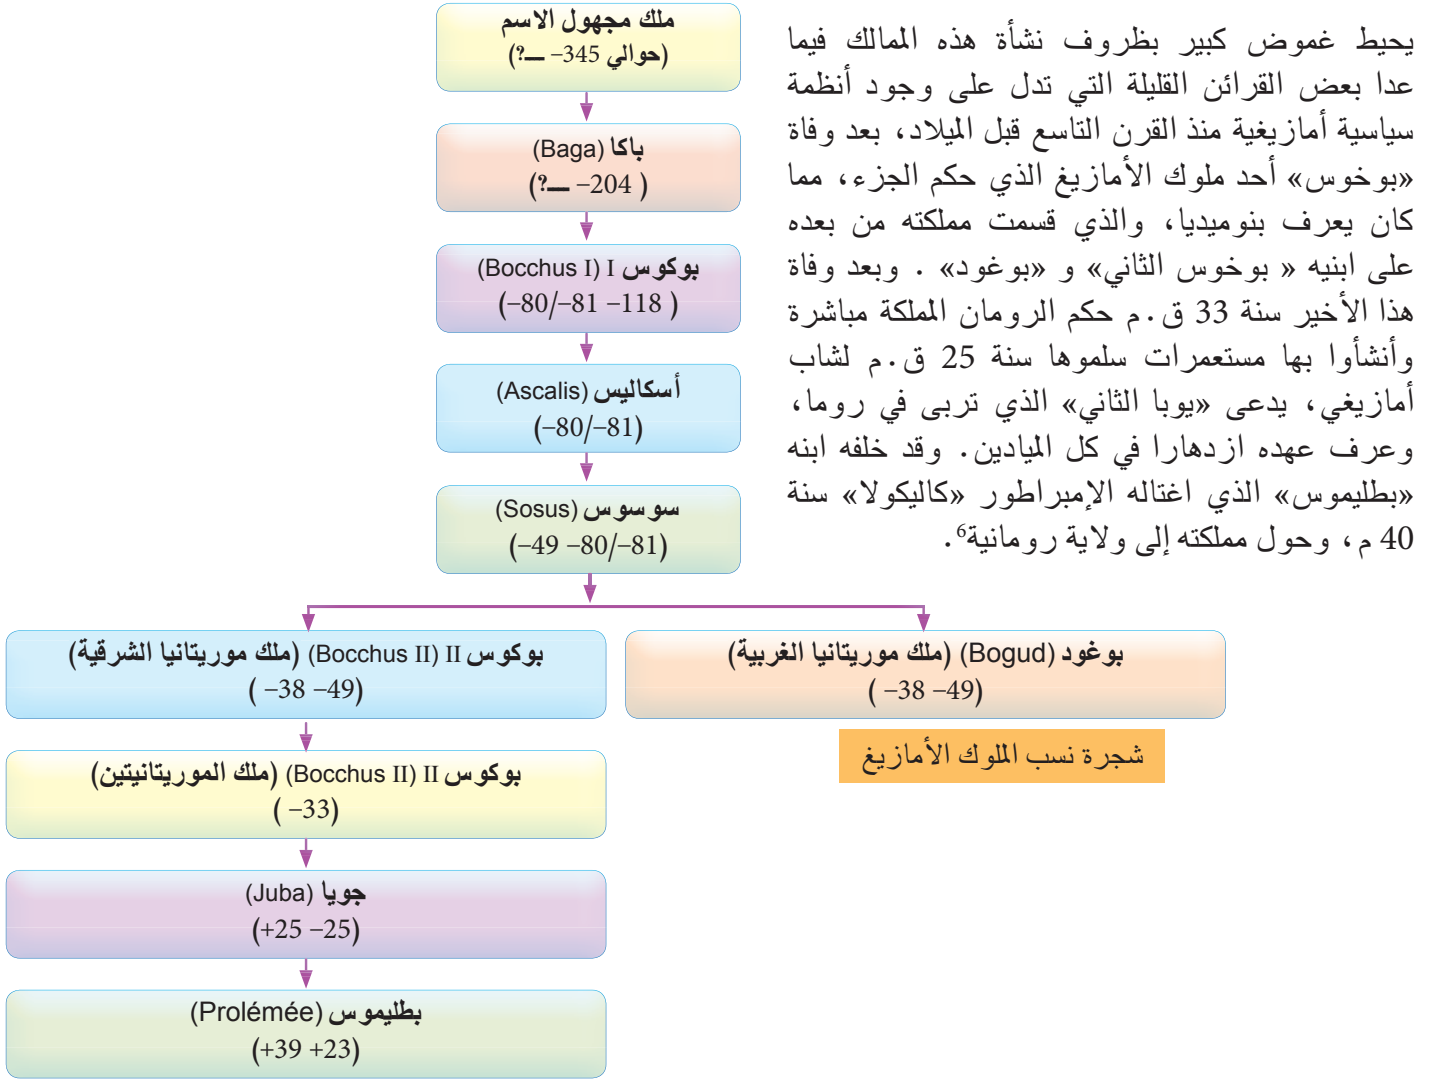 يحيط غموض كبير بظروف نشأة هذه الممالك فيما
عدا بعض القرائن القليلة التي تدل على وجود أنظمة
سياسية أمازيغية منذ القرن التاسع قبل الميلاد، بعد وفاة
«بوخوس» أحد ملوك الأمازيغ الذي حكم الجزء، مما
كان يعرف بنوميديا، والذي قسمت مملكته من بعده
على ابنيه « بوخوس الثاني» و «بوغود» . وبعد وفاة
هذا الأخير سنة 33 ق.م حكم الرومان المملكة مباشرة
وأنشأوا بها مستعمرات سلموها سنة 25 ق.م لشاب
أمازيغي، يدعى «يوبا الثاني» الذي تربى في روما،
وعرف عهده ازدهارا في كل الميادين. وقد خلفه ابنه
«بطليموس» الذي اغتاله الإمبراطور «كاليكولا» سنة
40 م، وحول مملكته إلى ولاية رومانية6.
ملك مجهول الاسم
(حوالي 345– ــ؟)
باكا (Baga)
( 204– ــ؟)
بوكوس I (Bocchus I)
( 118– 81–/80–)
أسكاليس (Ascalis)
(81–/80–)
سوسوس (Sosus)
(81–/80– 49–)
بوغود (Bogud) (ملك موريتانيا الغربية)
(49– 38– )
بوكوس II (Bocchus II) (ملك موريتانيا الشرقية)
(49– 38– )
شجرة نسب الملوك الأمازيغ
بوكوس II (Bocchus II) (ملك الموريتانيتين)
(33– )
جوبا (Juba)
(25– 25+)
بطليموس (Prolémée)
(23+ 39+)